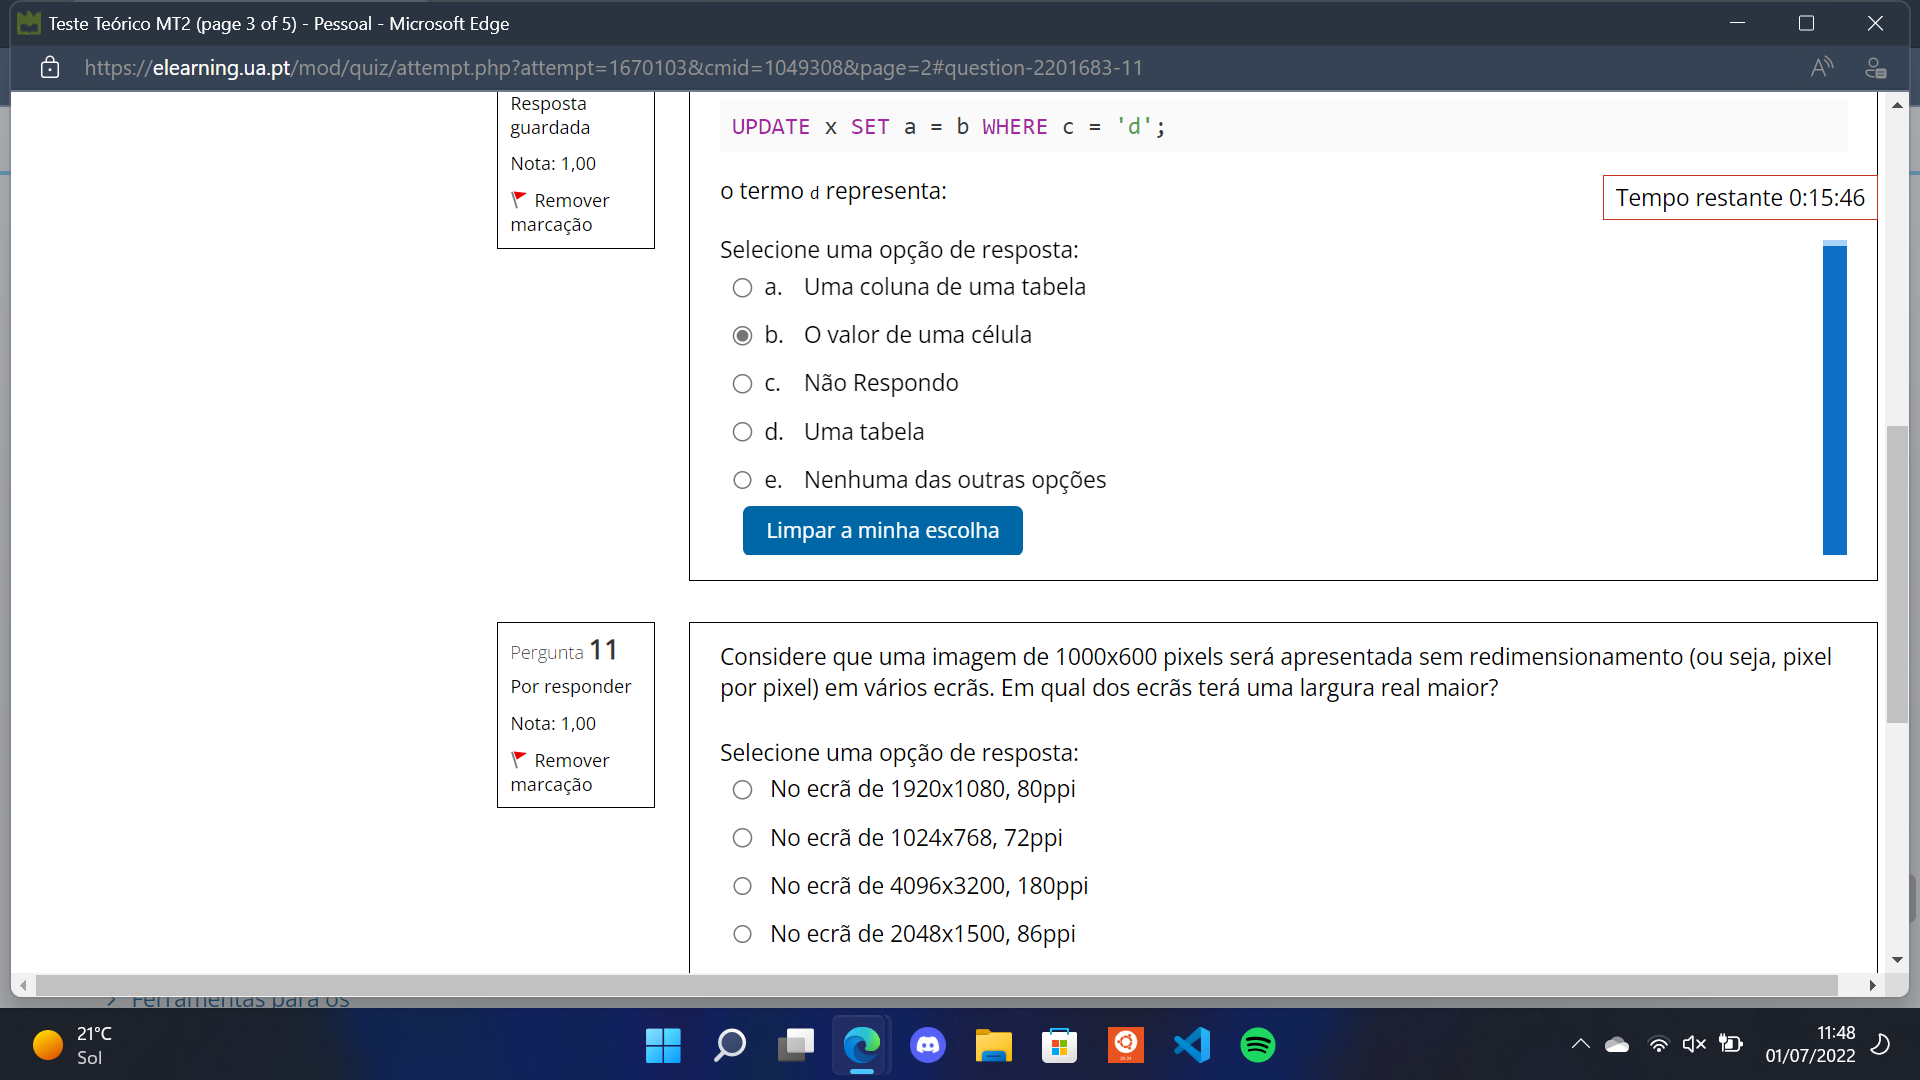 Teste Teórico MT2 (page 3 of 5) - Pessoal - Microsoft Edge
https://elearning.ua.pt/mod/quiz/attempt.php?attempt=1670103&cmid=1049308&page=2#question-2201683-11
Resposta
guardada
Nota: 1,00
Remover
marcação
UPDATE x SET a = b WHERE c = 'd';
o termo d representa:
Tempo restante 0:15:46
Selecione uma opção de resposta:
a. Uma coluna de uma tabela
b. O valor de uma célula
c. Não Respondo
d. Uma tabela
e. Nenhuma das outras opções
Limpar a minha escolha
Pergunta 11
Por responder
Nota: 1,00
Remover
marcação
Considere que uma imagem de 1000x600 pixels será apresentada sem redimensionamento (ou seja, pixel
por pixel) em vários ecrãs. Em qual dos ecrãs terá uma largura real maior?
Selecione uma opção de resposta:
No ecrã de 1920x1080, 80ppi
No ecrã de 1024x768, 72ppi
No ecrã de 4096x3200, 180ppi
No ecrã de 2048x1500, 86ppi
Ferramentas para os
21°C
Sol
11:48
01/07/2022